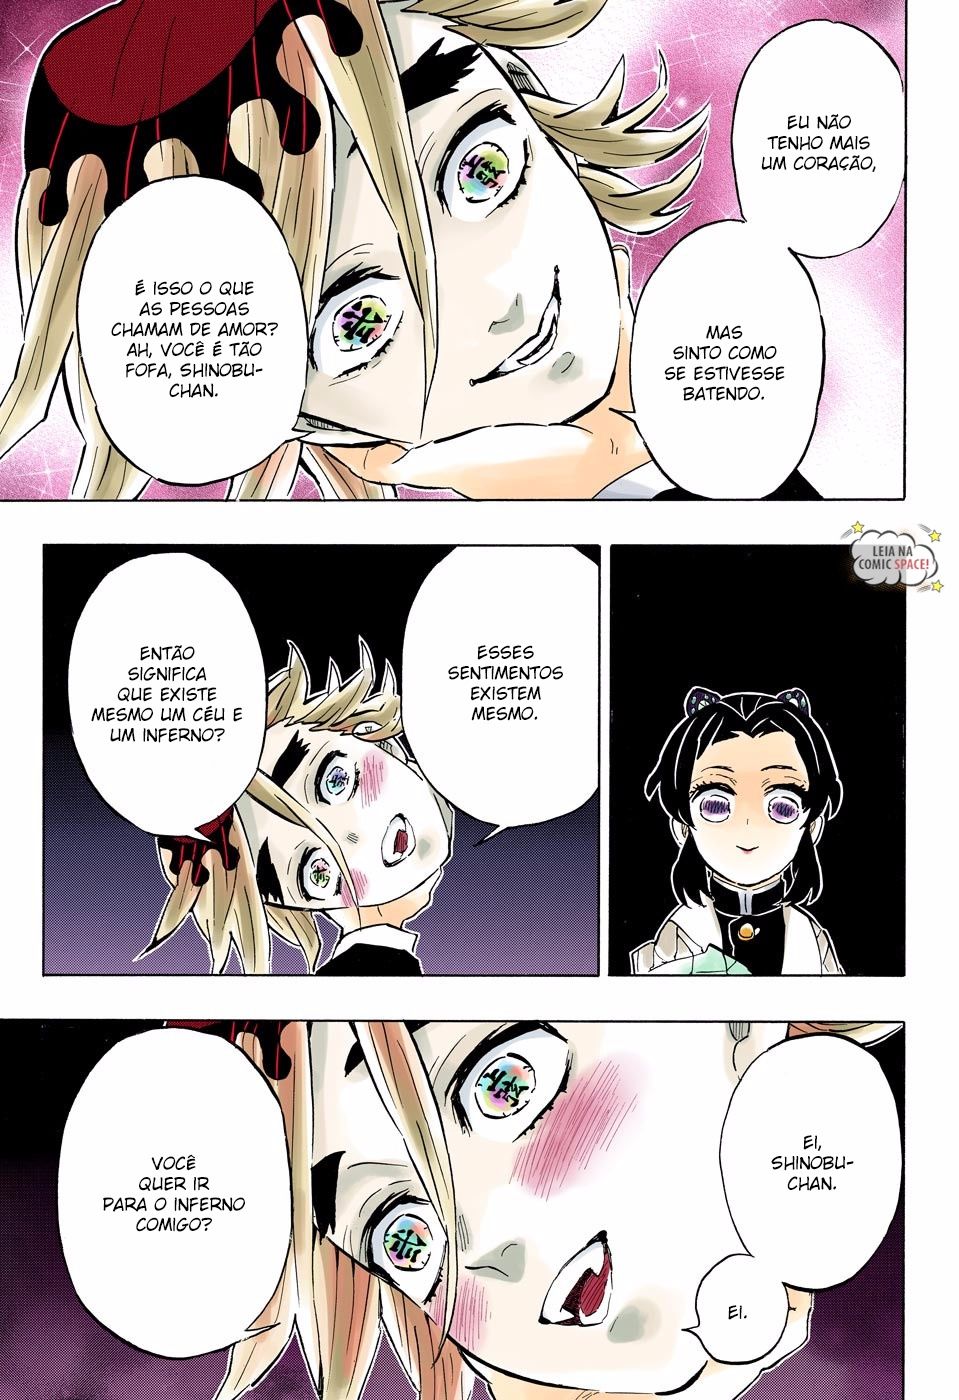 EU NÃO
TENHO MAIS
UM CORAÇÃO,
MAS
SINTO COMO
SE ESTIVESSE
BATENDO.
É ISSO O QUE
AS PESSOAS
CHAMAM DE AMOR?
AH, VOCÊ É TÃO
FOFA, SHINOBU-
CHAN.
LEIA NA
COMIC SPACE!
ESSES
SENTIMENTOS
EXISTEM
MESMO.
ENTÃO
SIGNIFICA
QUE EXISTE
MESMO UM CÉU E
UM INFERNO?
EI,
SHINOBU-
CHAN.
EI.
VOCÊ
QUER IR
PARA O INFERNO
COMIGO?